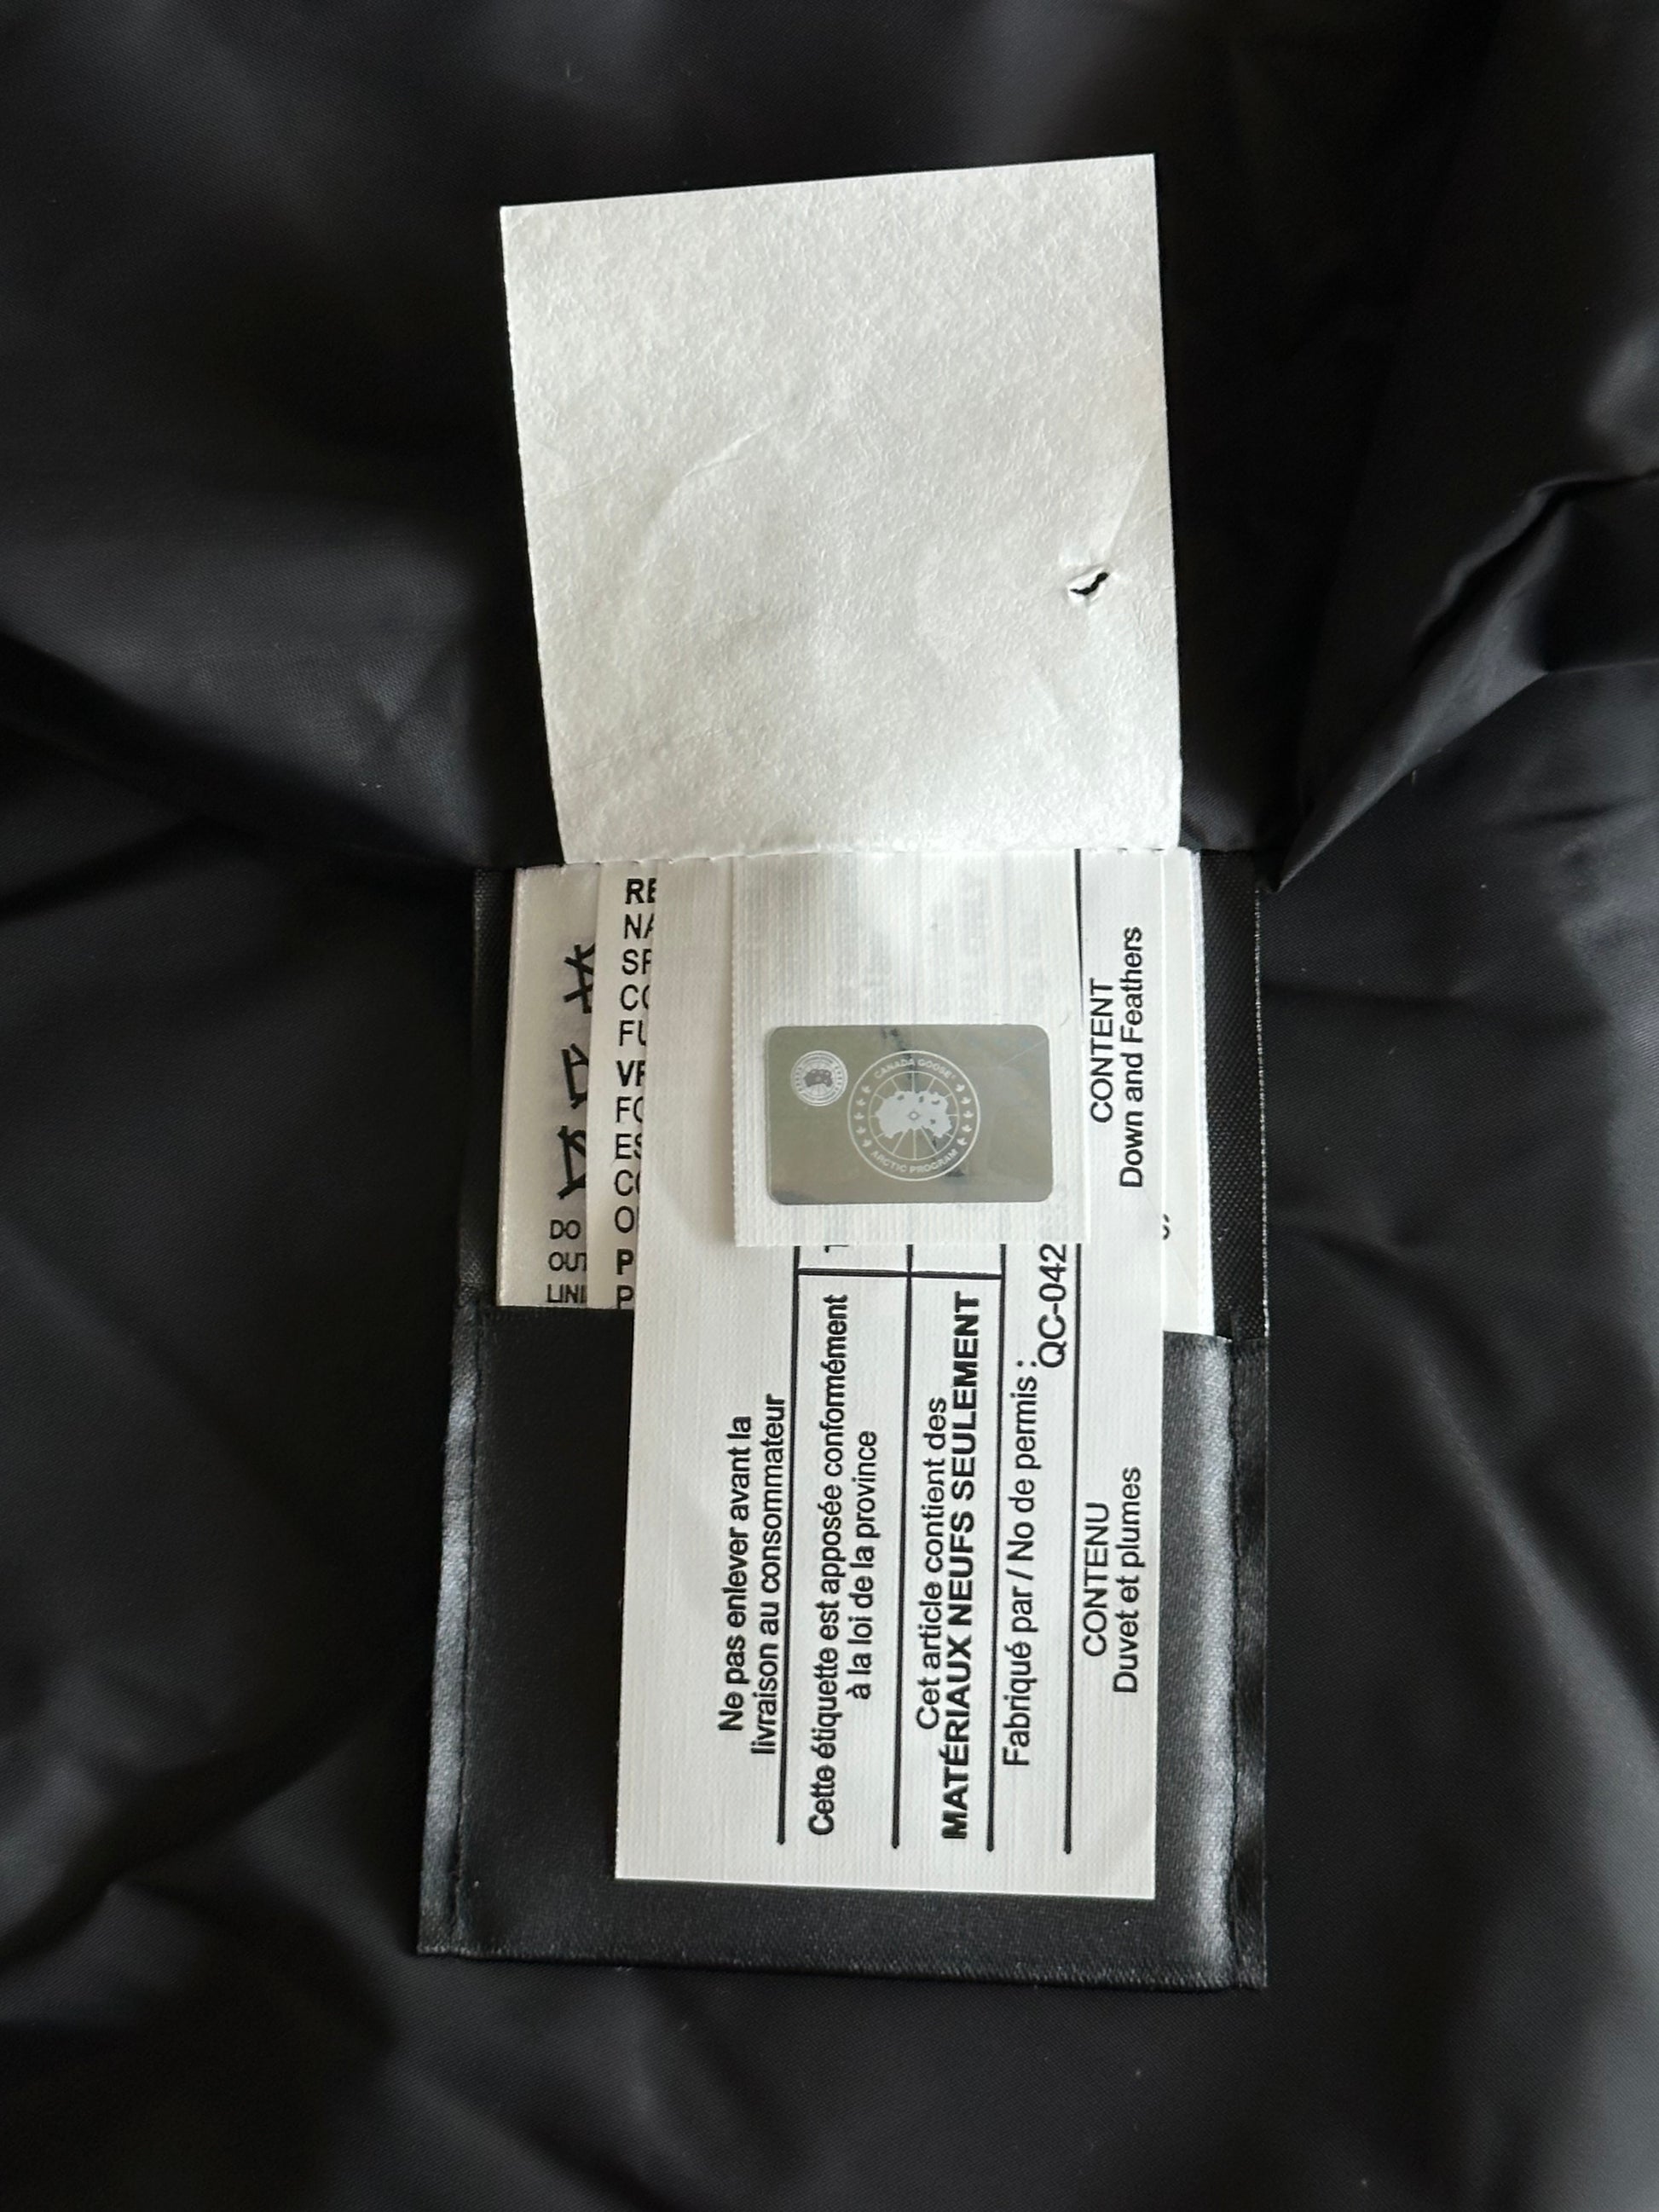 Ne pas enlever avant la
livraison au consommateur
Cette étiquette est apposée conformément
à la loi de la province
Cet article contient des
MATÉRIAUX NEUFS SEULEMENT
Fabriqué par / No de permis :
QC-042
CONTENU
Duvet et plumes
CONTENT
Down and Feathers
CANADA GOOSE
ARCTIC PROGRAM
DO
OUT
LINI
RE
NA
SP
CO
FU
VR
FO
ES
CO
P